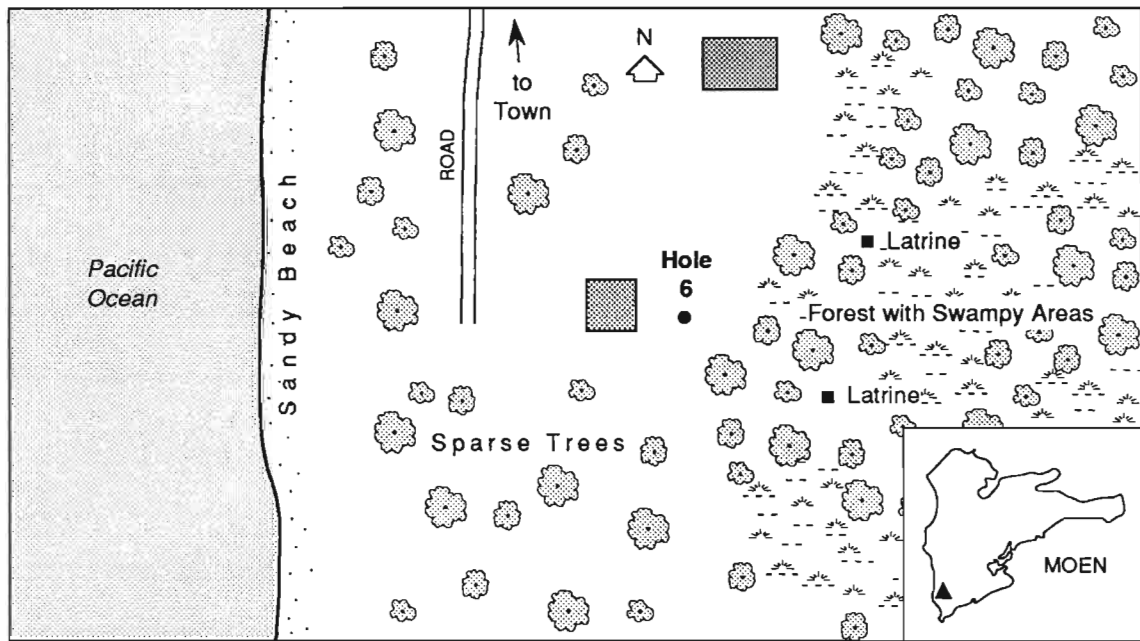 to
Town
N
ROAD
Sandy Beach
Pacific
Ocean
Latrine
Hole
6
Forest with Swampy Areas
Latrine
Sparse Trees
MOEN